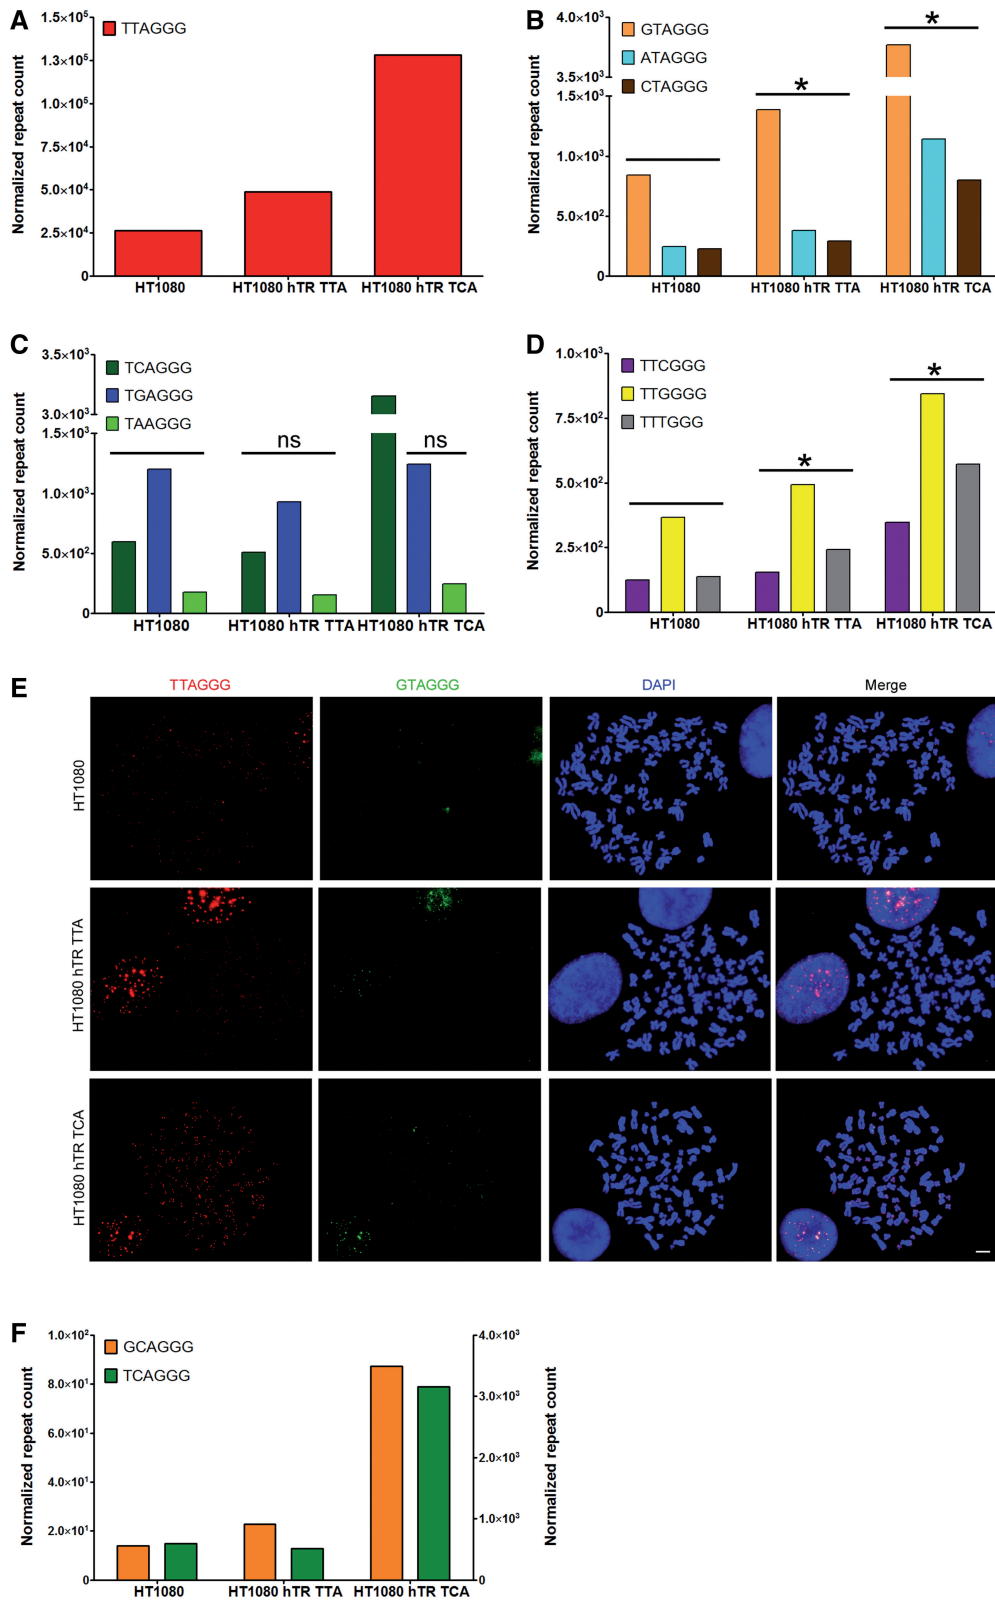 A
Normalized repeat count
1.5×10⁵
1.3×10⁵
1.0×10⁵
7.5×10⁴
5.0×10⁴
2.5×10⁴
0
TTAGGG
HT1080
HT1080 hTR TTA
HT1080 hTR TCA
B
Normalized repeat count
4.0×10³
3.5×10³
1.5×10³
1.0×10³
5.0×10²
0
GTAGGG
ATAGGG
CTAGGG
*
*
HT1080
HT1080 hTR TTA
HT1080 hTR TCA
C
Normalized repeat count
3.5×10³
3.0×10³
1.5×10³
1.0×10³
5.0×10²
0
TCAGGG
TGAGGG
TAAGGG
ns
ns
HT1080
HT1080 hTR TTA
HT1080 hTR TCA
D
Normalized repeat count
1.0×10³
7.5×10²
5.0×10²
2.5×10²
0
TTCGGG
TTGGGG
TTTGGG
*
*
HT1080
HT1080 hTR TTA
HT1080 hTR TCA
E
TTAGGG
GTAGGG
DAPI
Merge
HT1080
HT1080 hTR TTA
HT1080 hTR TCA
F
Normalized repeat count
1.0×10²
8.0×10¹
6.0×10¹
4.0×10¹
2.0×10¹
0
GCAGGG
TCAGGG
4.0×10³
3.0×10³
2.0×10³
1.0×10³
0
Normalized repeat count
HT1080
HT1080 hTR TTA
HT1080 hTR TCA